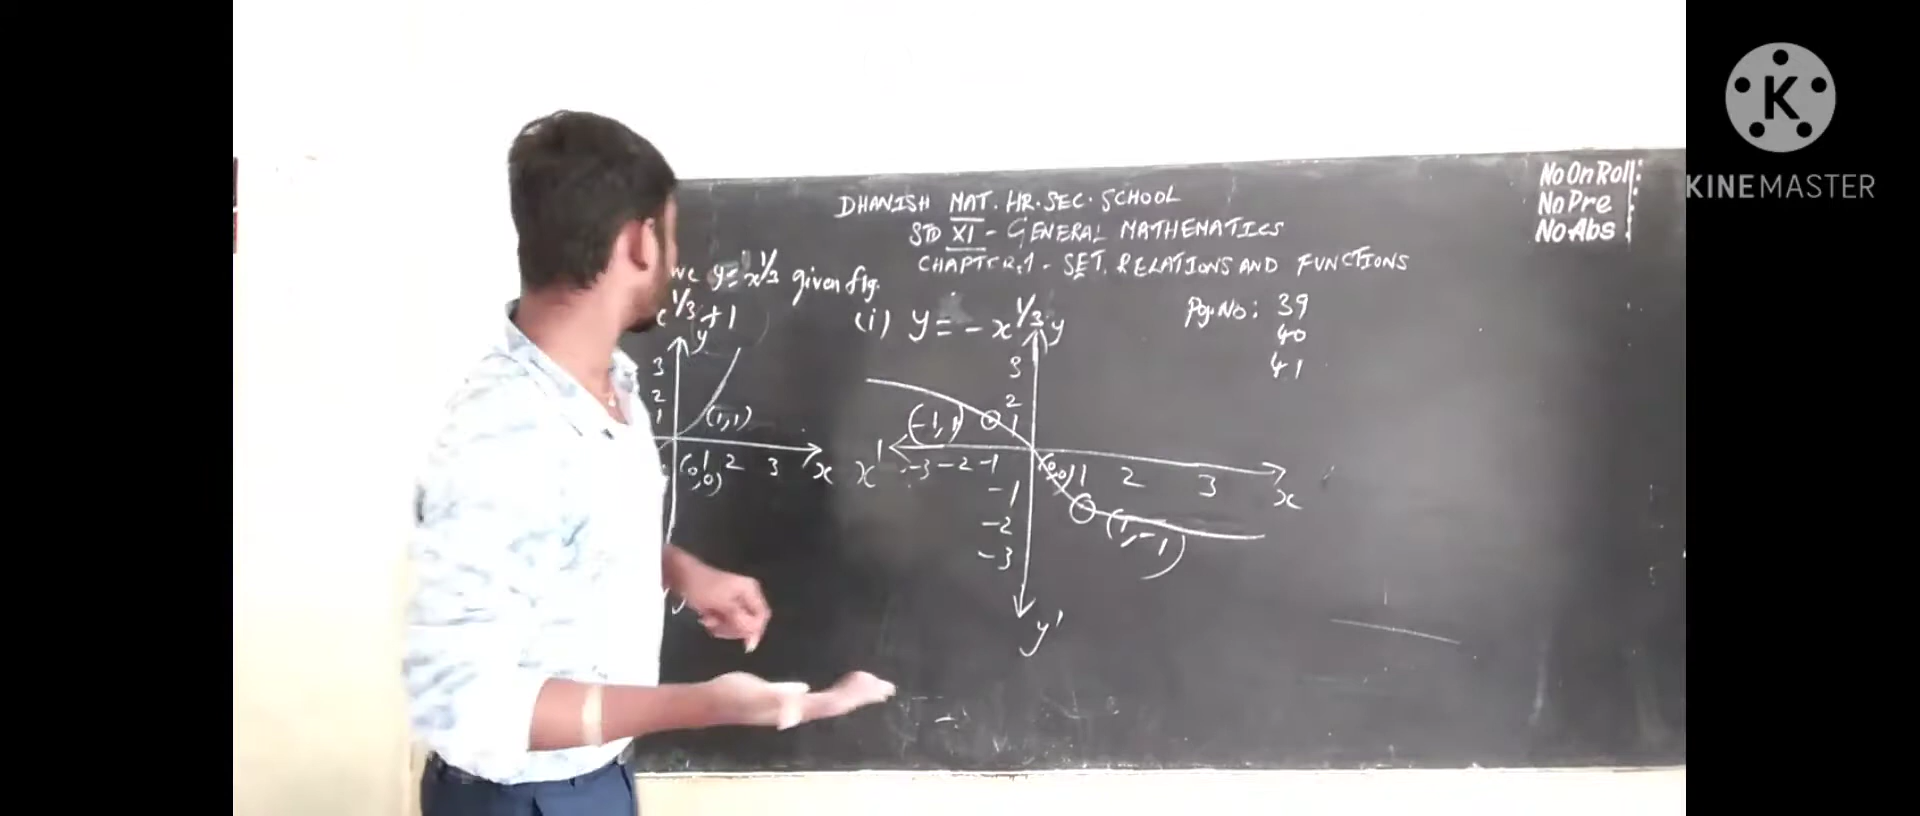 DHANISH MAT. HR. SEC. SCHOOL
STD XI - GENERAL MATHEMATICS
CHAPTER:1 - SET, RELATIONS AND FUNCTIONS
No On Roll:
No Pre :
No Abs :
K
KINEMASTER
Pg.No: 39
40
41
y = x^1/3 given fig.
^1/3 + 1
y
3
2
1
(1,1)
(0,0)
1 2 3 x
(i) y = -x^1/3
y
3
2
1
(-1,1)
x' -3 -2 -1
(0,0) 1 2 3 x
-1
-2
-3
(1,-1)
y'